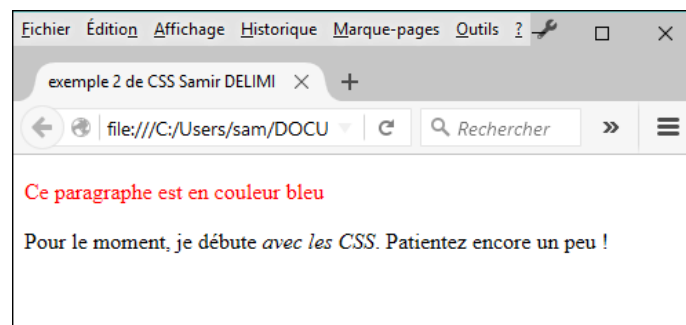 Fichier Édition Affichage Historique Marque-pages Outils ?
exemple 2 de CSS Samir DELIMI
file:///C:/Users/sam/DOCU
Rechercher
Ce paragraphe est en couleur bleu
Pour le moment, je débute avec les CSS. Patientez encore un peu !